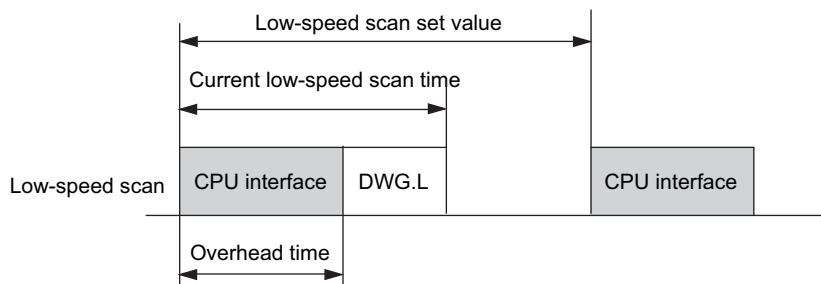 Low-speed scan set value
Current low-speed scan time
Low-speed scan
CPU interface
DWG.L
CPU interface
Overhead time